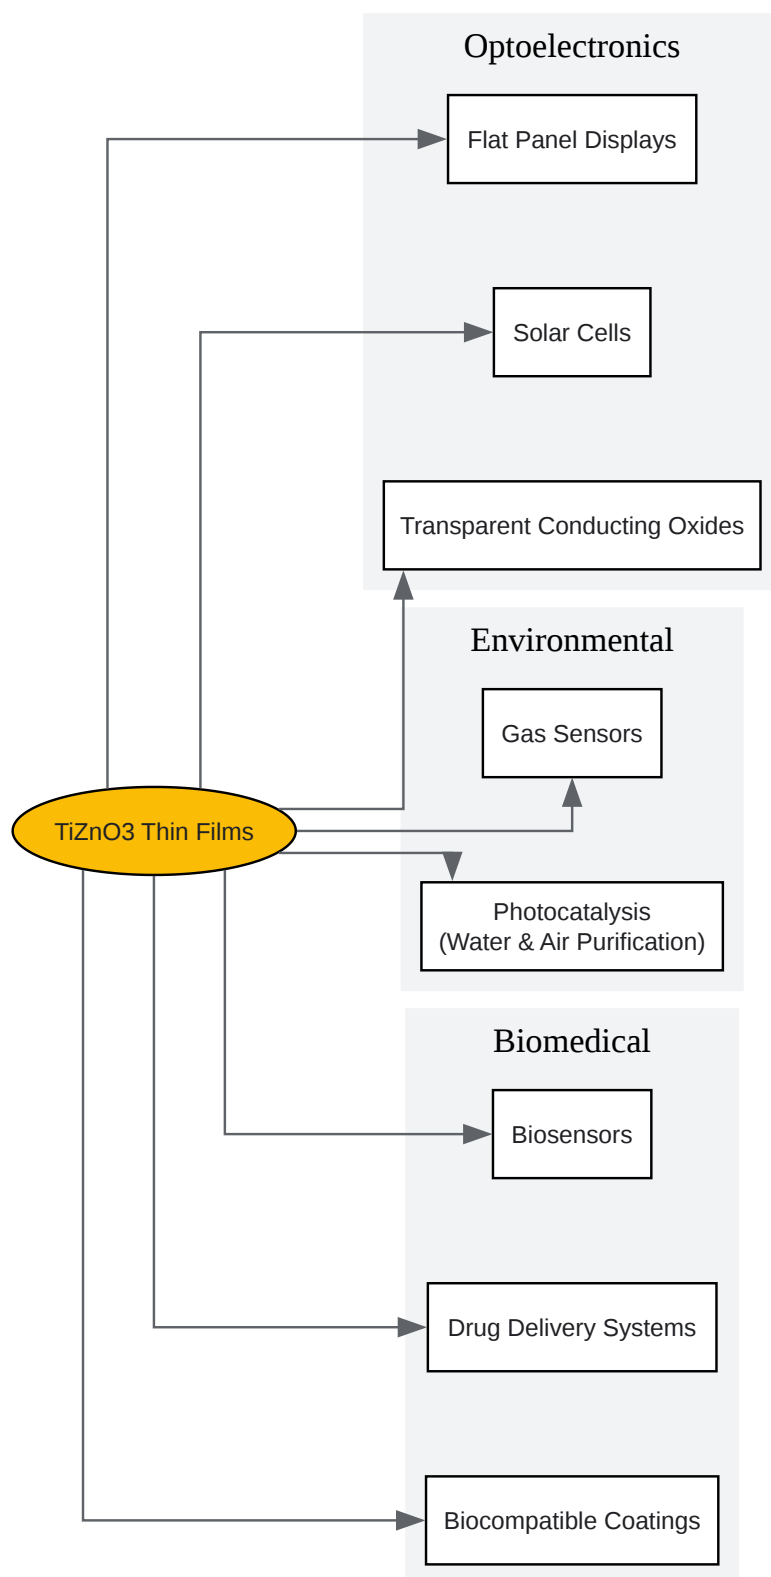 Optoelectronics
Flat Panel Displays
Solar Cells
Transparent Conducting Oxides
Environmental
Gas Sensors
TiZnO3 Thin Films
Photocatalysis
(Water & Air Purification)
Biomedical
Biosensors
Drug Delivery Systems
Biocompatible Coatings